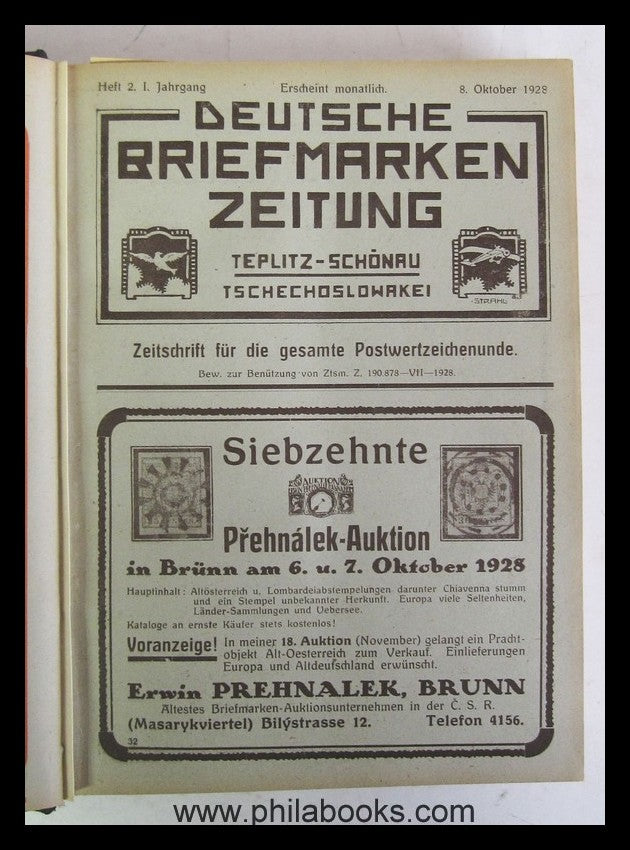 Heft 2. I. Jahrgang Erscheint monatlich. 8. Oktober 1928
DEUTSCHE
BRIEFMARKEN
ZEITUNG
TEPLITZ-SCHÖNAU
TSCHECHOSLOWAKEI
STRAHL
Zeitschrift für die gesamte Postwertzeichenunde.
Bew. zur Benützung von Ztsm. Z. 190.878—VII—1928.
Siebzehnte
AUKTION
Přehnálek-Auktion
in Brünn am 6. u. 7. Oktober 1928
Hauptinhalt: Altösterreich u. Lombardeiabstempelungen darunter Chiavenna stumm
und ein Stempel unbekannter Herkunft. Europa viele Seltenheiten,
Länder-Sammlungen und Uebersee.
Kataloge an ernste Käufer stets kostenlos!
Voranzeige! In meiner 18. Auktion (November) gelangt ein Pracht-
objekt Alt-Oesterreich zum Verkauf. Einlieferungen
Europa und Altdeutschland erwünscht.
Erwin PREHNALEK, BRUNN
Ältestes Briefmarken-Auktionsunternehmen in der Č. S. R.
(Masarykviertel) Bilýstrasse 12. Telefon 4156.
32
www.philabooks.com